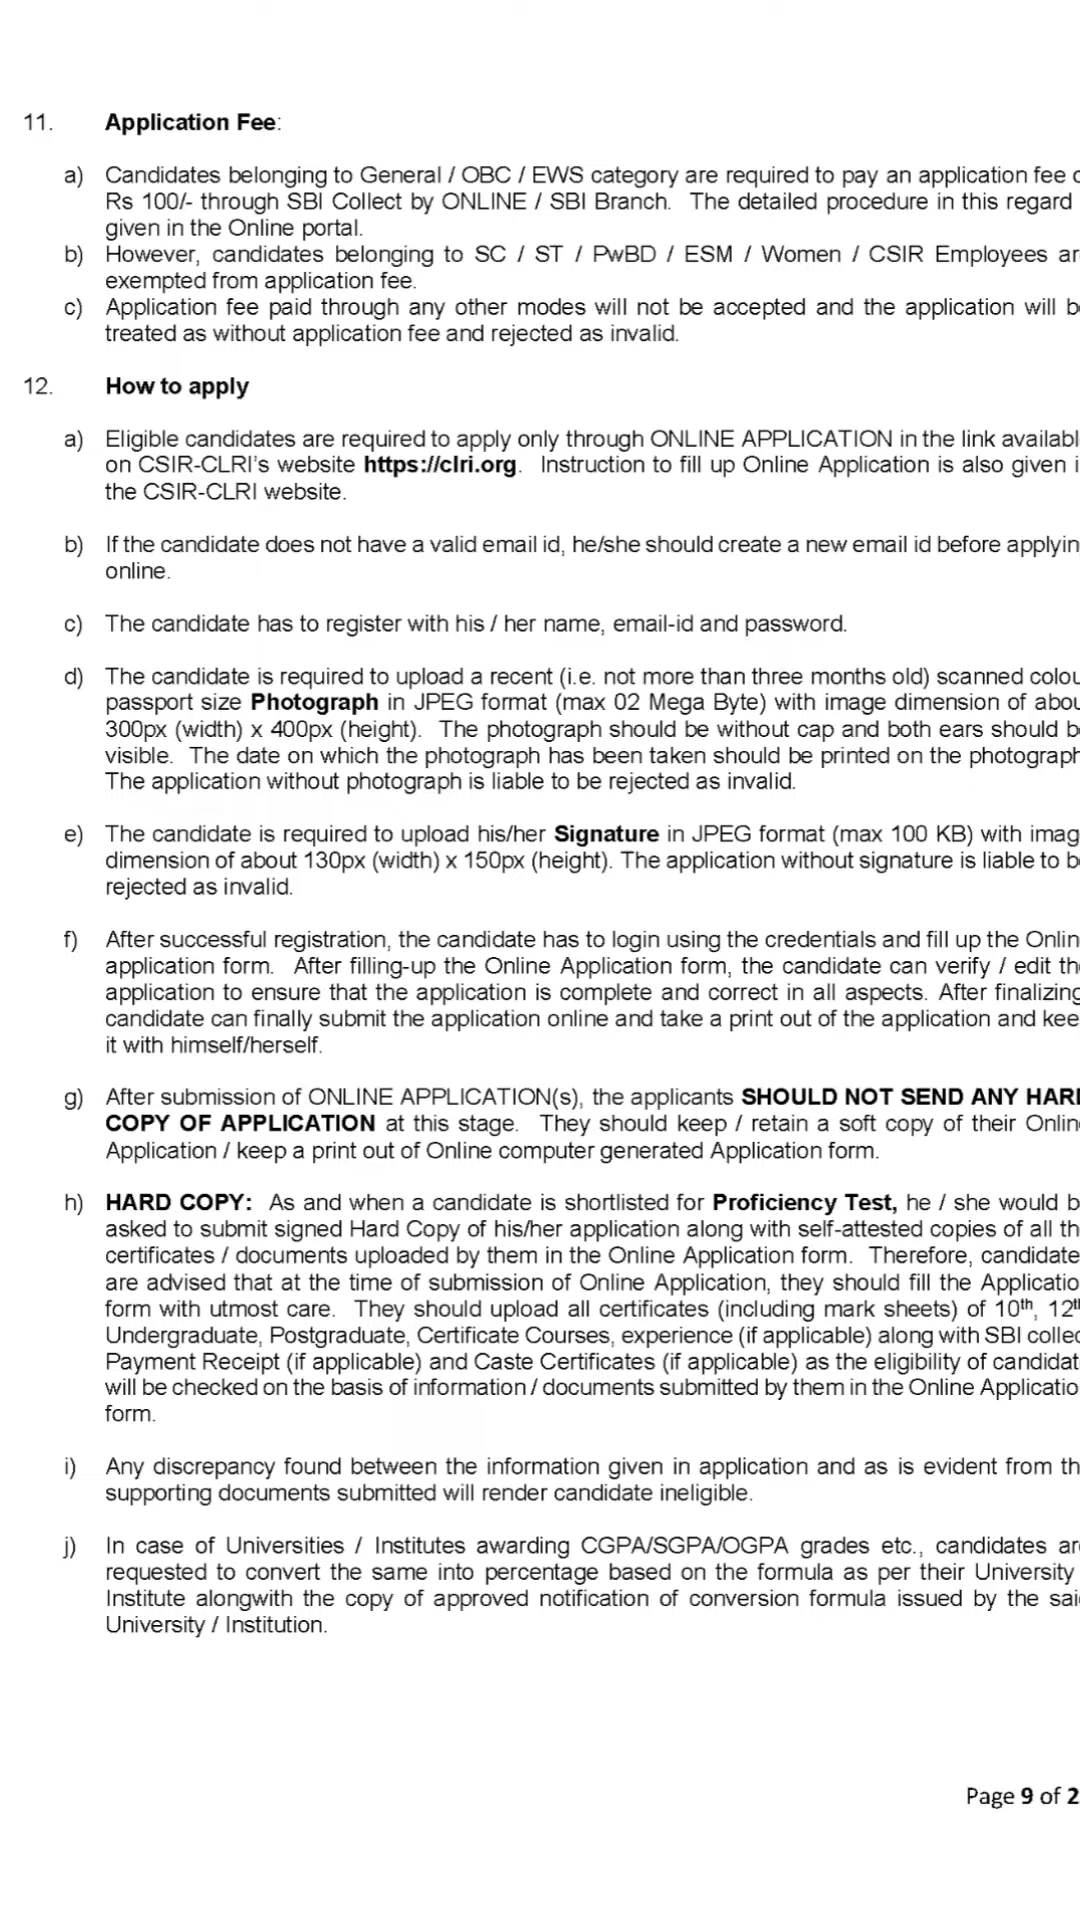 11. Application Fee:
a) Candidates belonging to General / OBC / EWS category are required to pay an application fee
Rs 100/- through SBI Collect by ONLINE / SBI Branch. The detailed procedure in this regard
given in the Online portal.
b) However, candidates belonging to SC / ST / PwBD / ESM / Women / CSIR Employees
exempted from application fee.
c) Application fee paid through any other modes will not be accepted and the application will
treated as without application fee and rejected as invalid.
12. How to apply
a) Eligible candidates are required to apply only through ONLINE APPLICATION in the link
on CSIR-CLRI's website https://clri.org. Instruction to fill up Online Application is also given
the CSIR-CLRI website.
b) If the candidate does not have a valid email id, he/she should create a new email id before
online.
c) The candidate has to register with his / her name, email-id and password.
d) The candidate is required to upload a recent (i.e. not more than three months old) scanned
passport size Photograph in JPEG format (max 02 Mega Byte) with image dimension of
300px (width) x 400px (height). The photograph should be without cap and both ears should
visible. The date on which the photograph has been taken should be printed on the photograph
The application without photograph is liable to be rejected as invalid.
e) The candidate is required to upload his/her Signature in JPEG format (max 100 KB) with
dimension of about 130px (width) x 150px (height). The application without signature is liable to
rejected as invalid.
f) After successful registration, the candidate has to login using the credentials and fill up the
application form. After filling-up the Online Application form, the candidate can verify / edit
application to ensure that the application is complete and correct in all aspects. After finalizing
candidate can finally submit the application online and take a print out of the application and
it with himself/herself.
g) After submission of ONLINE APPLICATION(s), the applicants SHOULD NOT SEND ANY
COPY OF APPLICATION at this stage. They should keep / retain a soft copy of their
Application / keep a print out of Online computer generated Application form.
h) HARD COPY: As and when a candidate is shortlisted for Proficiency Test, he / she would
asked to submit signed Hard Copy of his/her application along with self-attested copies of all
certificates / documents uploaded by them in the Online Application form. Therefore, candidate
are advised that at the time of submission of Online Application, they should fill the
form with utmost care. They should upload all certificates (including mark sheets) of 10th, 12th
Undergraduate, Postgraduate, Certificate Courses, experience (if applicable) along with SBI
Payment Receipt (if applicable) and Caste Certificates (if applicable) as the eligibility of
will be checked on the basis of information / documents submitted by them in the Online
form.
i) Any discrepancy found between the information given in application and as is evident from
supporting documents submitted will render candidate ineligible.
j) In case of Universities / Institutes awarding CGPA/SGPA/OGPA grades etc., candidates
requested to convert the same into percentage based on the formula as per their University
Institute alongwith the copy of approved notification of conversion formula issued by the
University / Institution.
Page 9 of 2